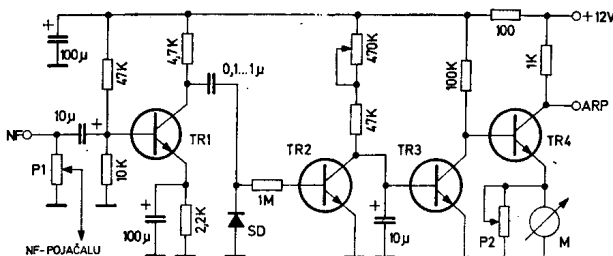 100
+12V
100µ
47K
4,7K
0,1...1µ
470K
100K
1K
ARP
10µ
NF
TR1
47K
TR2
TR3
TR4
P1
10K
1M
100µ
2,2K
SD
10µ
P2
M
NF-POJAČALU